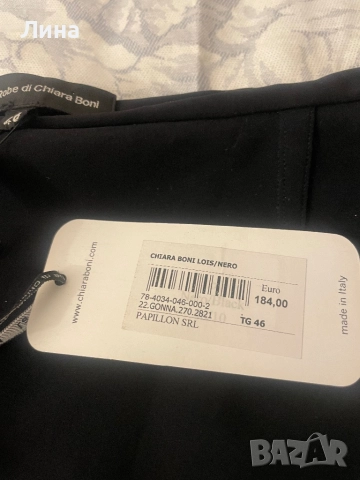 Лина
Robe di Chiara Boni
46
www.chiaraboni.com
CHIARA BONI LOIS/NERO
Euro
184,00
78-4034-046-000-2
22.GONNA.270.2821
PAPILLON SRL
TG 46
made in Italy
BAZAR